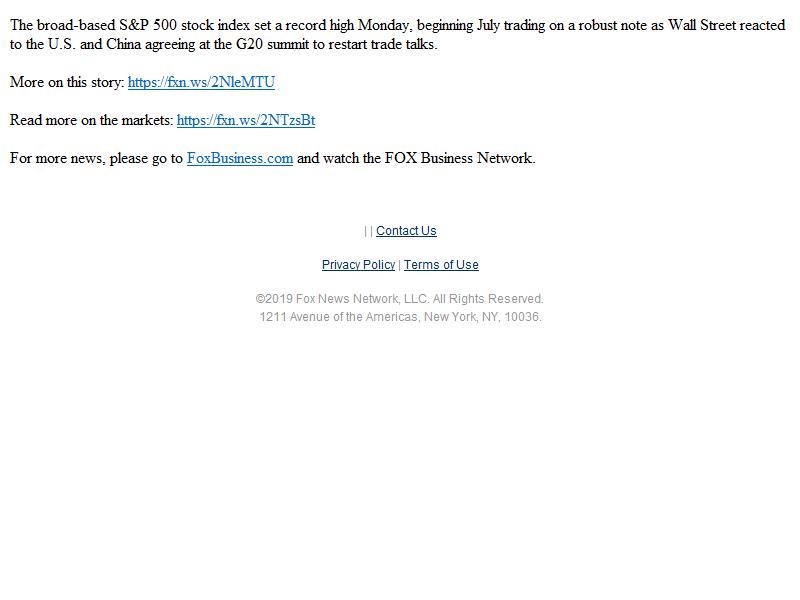 The broad-based S&P 500 stock index set a record high Monday, beginning July trading on a robust note as Wall Street reacted
to the U.S. and China agreeing at the G20 summit to restart trade talks.
More on this story: https://fxn.ws/2NleMTU
Read more on the markets: https://fxn.ws/2NTzsBt
For more news, please go to FoxBusiness.com and watch the FOX Business Network.
| | Contact Us
Privacy Policy | Terms of Use
©2019 Fox News Network, LLC. All Rights Reserved.
1211 Avenue of the Americas, New York, NY, 10036.